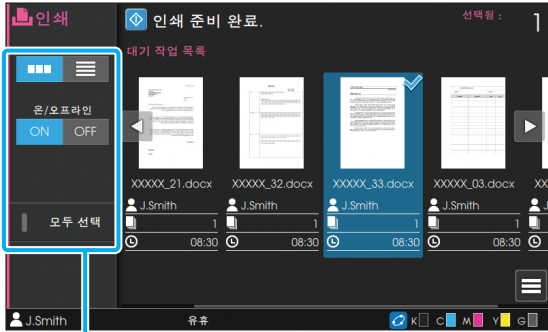 인쇄
인쇄 준비 완료.
선택됨 :
1
대기 작업 목록
온/오프라인
ON OFF
모두 선택
XXXXX_21.docx XXXXX_32.docx XXXXX_33.docx XXXXX_03.docx XX
J.Smith J.Smith J.Smith J.Smith
1 1 1 1
08:30 08:30 08:30 08:30
J.Smith
유휴
K C M Y G